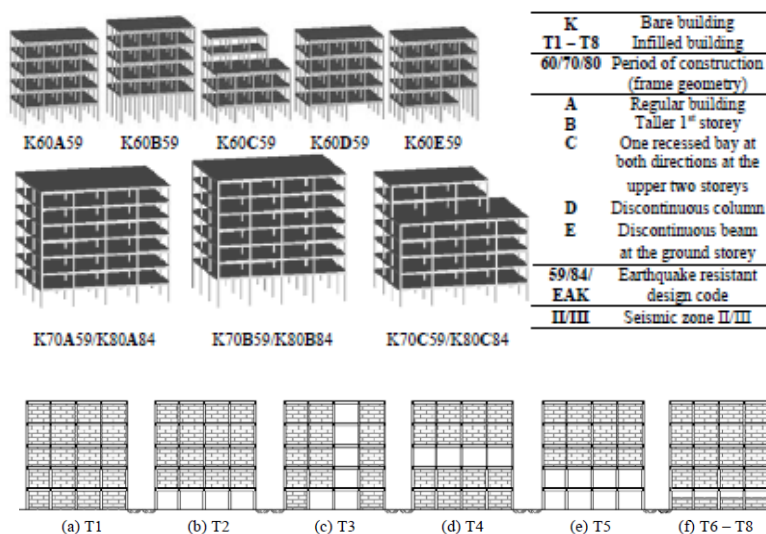 K60A59 K60B59 K60C59 K60D59 K60E59
K70A59/K80A84 K70B59/K80B84 K70C59/K80C84
K Bare building
T1 – T8 Infilled building
60/70/80 Period of construction
(frame geometry)
A Regular building
B Taller 1st storey
C One recessed bay at
both directions at the
upper two storeys
D Discontinuous column
E Discontinuous beam
at the ground storey
59/84/ Earthquake resistant
EAK design code
II/III Seismic zone II/III
(a) T1 (b) T2 (c) T3 (d) T4 (e) T5 (f) T6 – T8